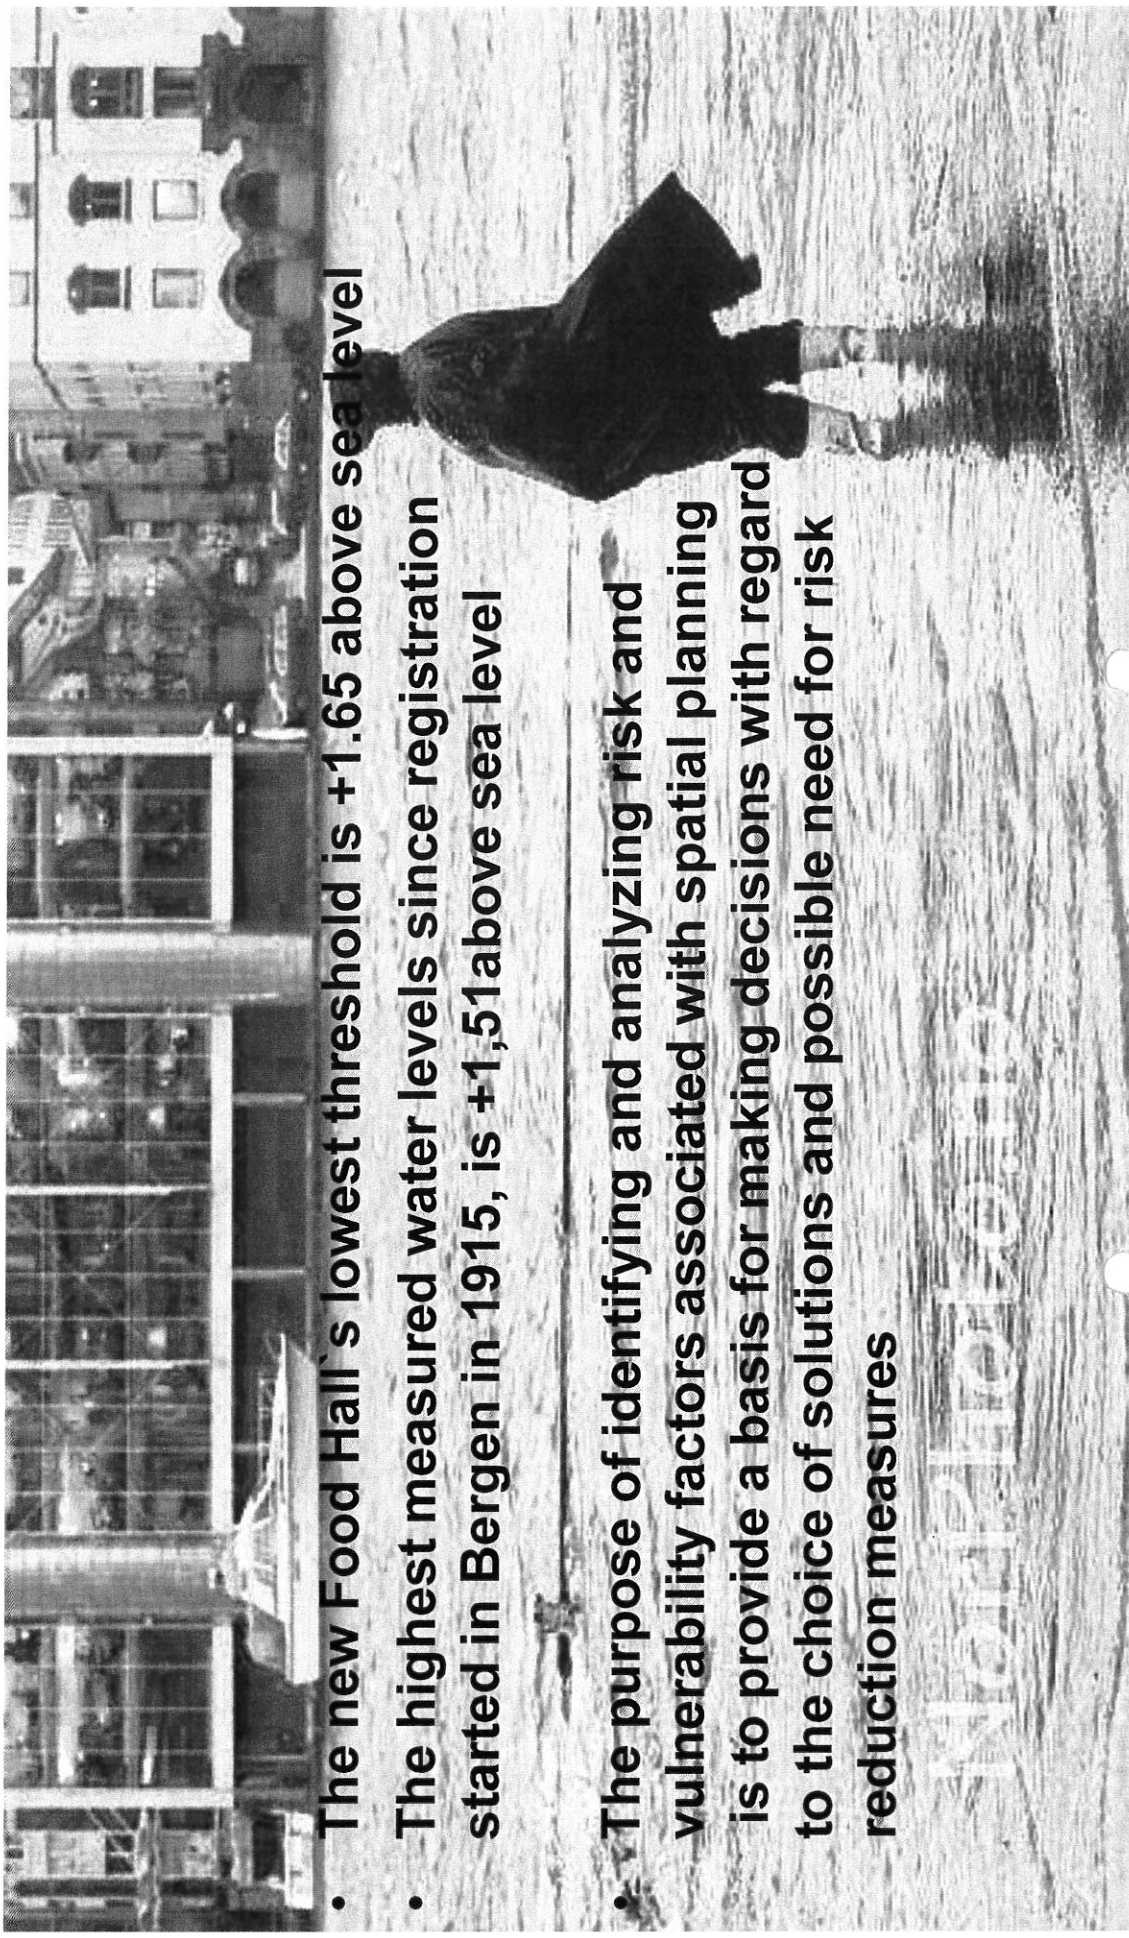 • The new Food Hall`s lowest threshold is +1.65 above sea level
• The highest measured water levels since registration
started in Bergen in 1915, is +1,51above sea level
• The purpose of identifying and analyzing risk and
vulnerability factors associated with spatial planning
is to provide a basis for making decisions with regard
to the choice of solutions and possible need for risk
reduction measures